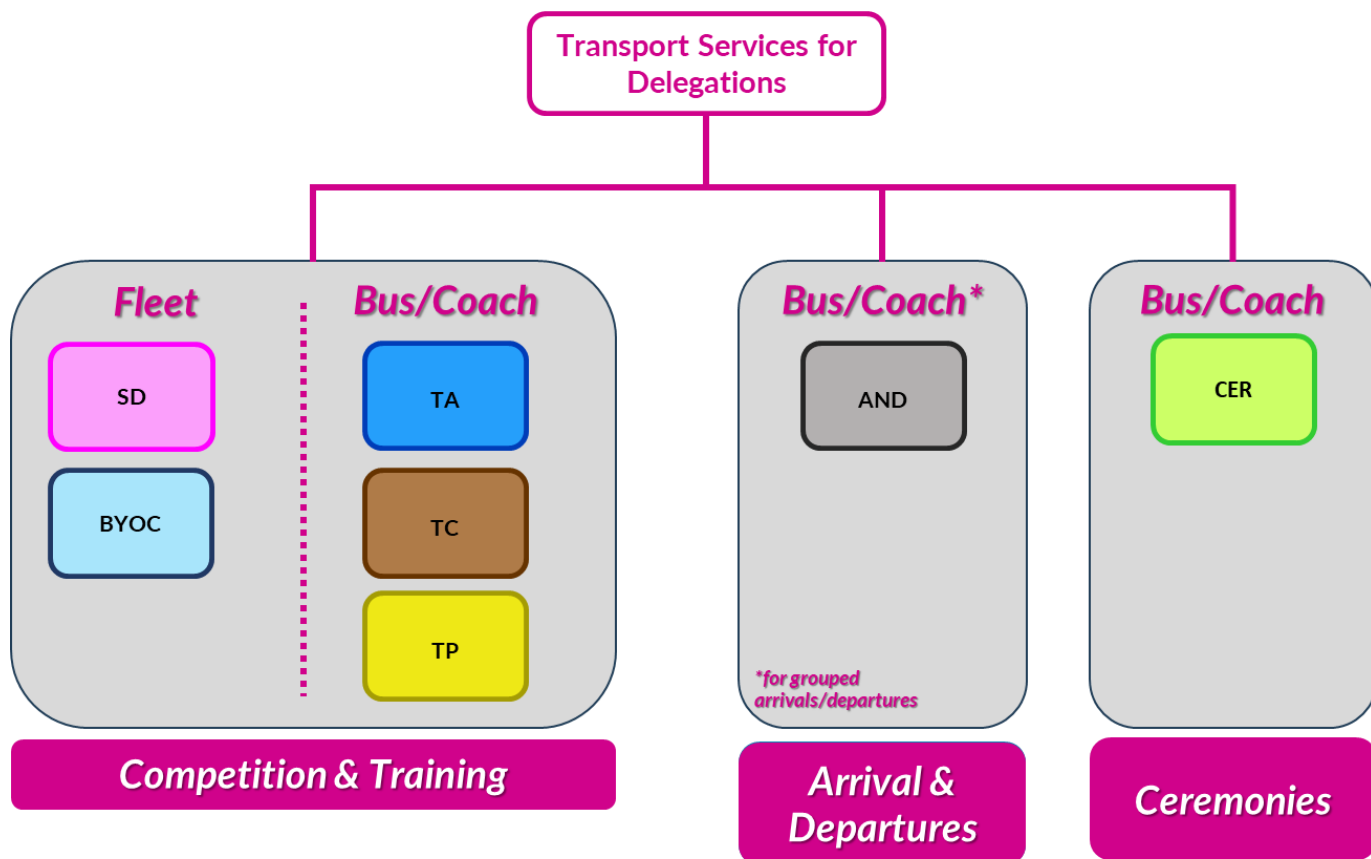 Transport Services for
Delegations
Fleet
SD
BYOC
Bus/Coach
TA
TC
TP
Competition & Training
Bus/Coach*
AND
*for grouped
arrivals/departures
Arrival &
Departures
Bus/Coach
CER
Ceremonies